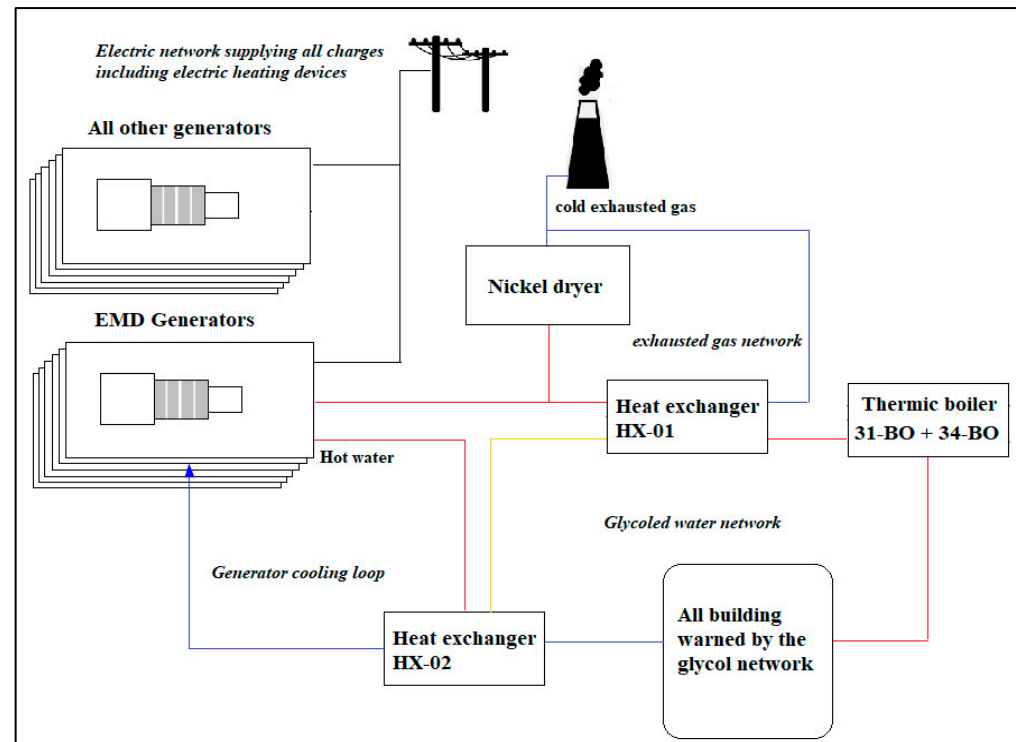 Electric network supplying all charges
including electric heating devices
All other generators
cold exhausted gas
Nickel dryer
EMD Generators
exhausted gas network
Heat exchanger
HX-01
Thermic boiler
31-BO + 34-BO
Hot water
Glycoled water network
Generator cooling loop
Heat exchanger
HX-02
All building
warned by the
glycol network